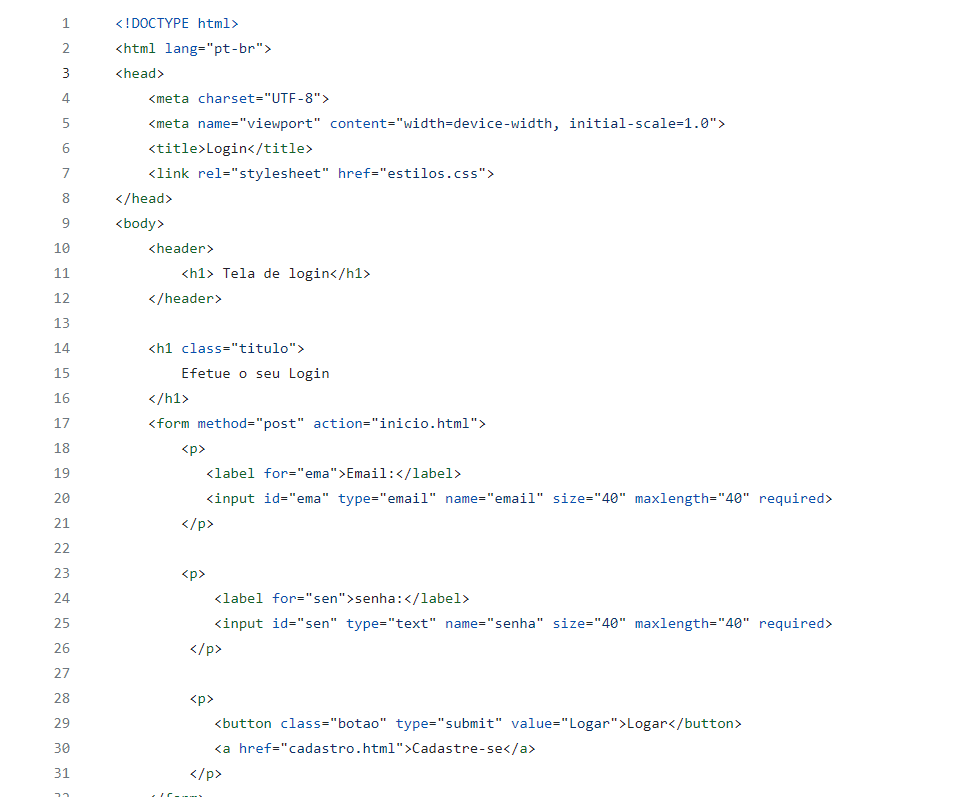 1 <!DOCTYPE html>
2 <html lang="pt-br">
3 <head>
4 <meta charset="UTF-8">
5 <meta name="viewport" content="width=device-width, initial-scale=1.0">
6 <title>Login</title>
7 <link rel="stylesheet" href="estilos.css">
8 </head>
9 <body>
10 <header>
11 <h1> Tela de login</h1>
12 </header>
13
14 <h1 class="titulo">
15 Efetue o seu Login
16 </h1>
17 <form method="post" action="inicio.html">
18 <p>
19 <label for="ema">Email:</label>
20 <input id="ema" type="email" name="email" size="40" maxlength="40" required>
21 </p>
22
23 <p>
24 <label for="sen">senha:</label>
25 <input id="sen" type="text" name="senha" size="40" maxlength="40" required>
26 </p>
27
28 <p>
29 <button class="botao" type="submit" value="Logar">Logar</button>
30 <a href="cadastro.html">Cadastre-se</a>
31 </p>
32 </form>